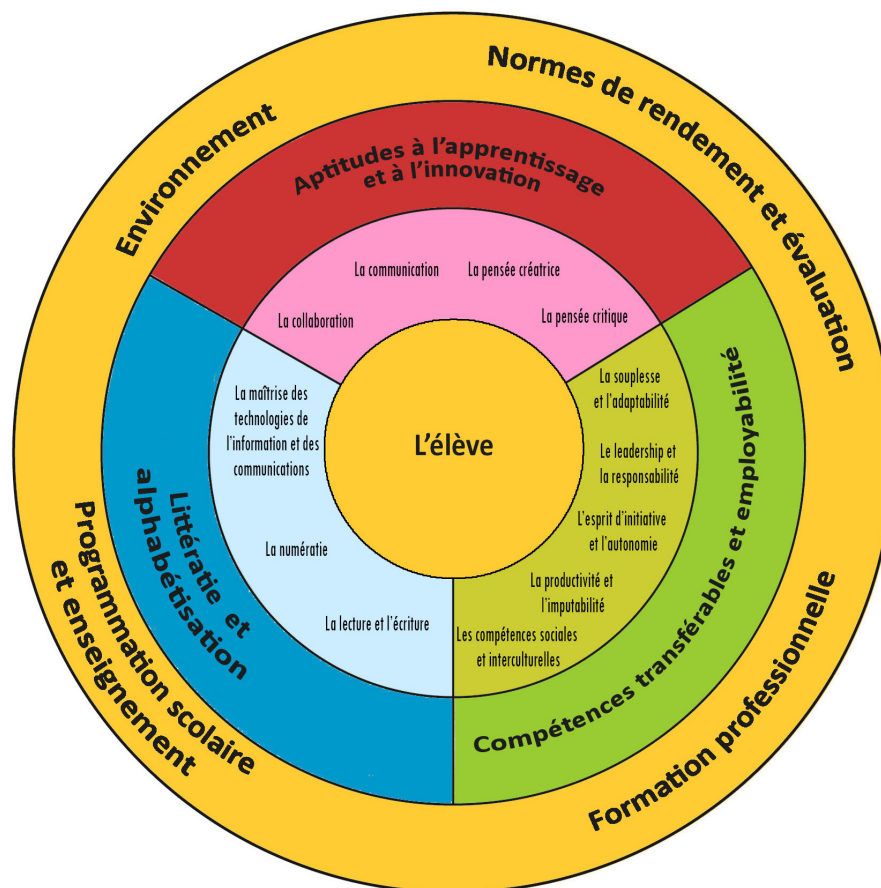 Environnement
Normes de rendement et évaluation
Aptitudes à l'apprentissage
et à l'innovation
La communication
La pensée créatrice
La collaboration
La pensée critique
La maîtrise des
technologies de
l'information et des
communications
La numératie
La lecture et l'écriture
L'élève
La souplesse
et l'adaptabilité
Le leadership et
la responsabilité
L'esprit d'initiative
et l'autonomie
La productivité et
l'imputabilité
Les compétences sociales
et interculturelles
Littératie et
alphabétisation
Compétences transférables et employabilité
Programmation scolaire
et enseignement
Formation professionnelle